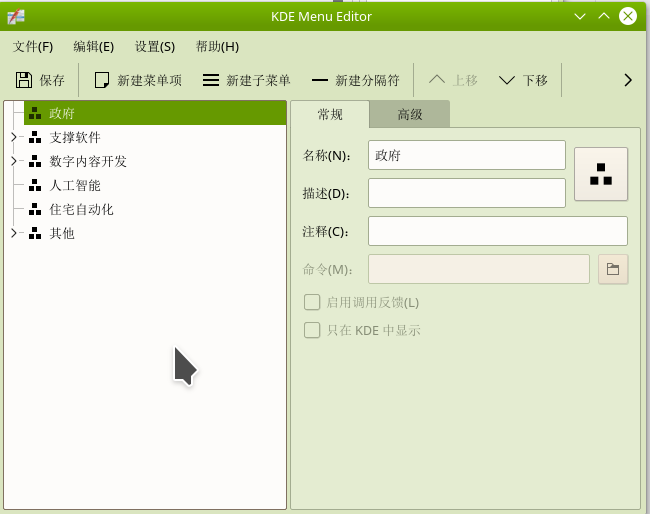 KDE Menu Editor
文件(F) 编辑(E) 设置(S) 帮助(H)
保存 新建菜单项 新建子菜单 新建分隔符 上移 下移
政府
支撑软件
数字内容开发
人工智能
住宅自动化
其他
常规 高级
名称(N)： 政府
描述(D)：
注释(C)：
命令(M)：
启用调用反馈(L)
只在 KDE 中显示